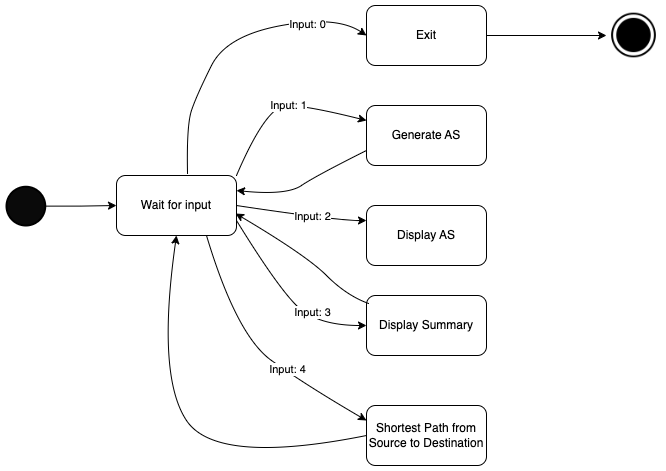 Input: 0
Exit
Input: 1
Generate AS
Wait for input
Input: 2
Display AS
Input: 3
Display Summary
Input: 4
Shortest Path from
Source to Destination